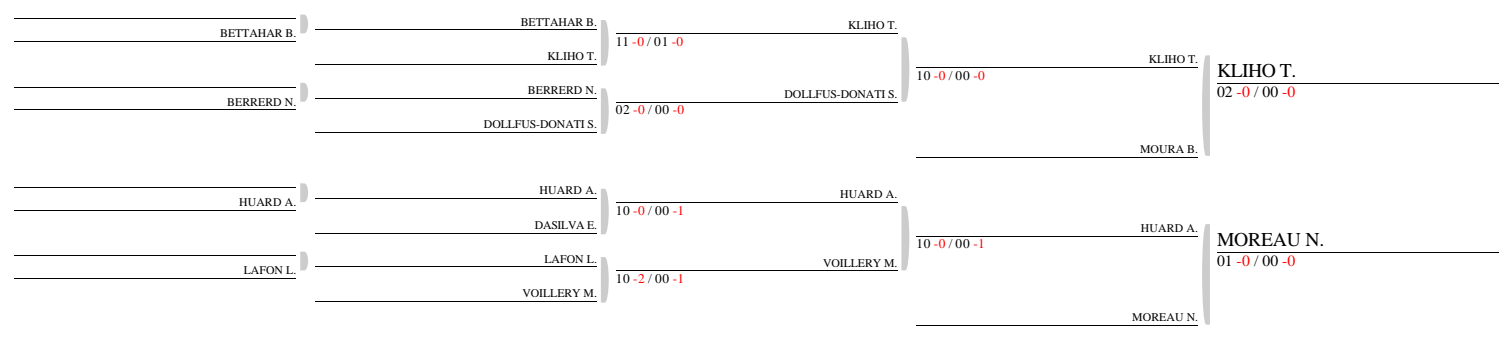 BETTAHAR B.
BERRERD N.
HUARD A.
LAFON L.
BETTAHAR B.
KLIHO T.
BERRERD N.
DOLLFUS-DONATI S.
HUARD A.
DASILVA E.
LAFON L.
VOILLERY M.
KLIHO T.
11 -0 / 01 -0
DOLLFUS-DONATI S.
02 -0 / 00 -0
HUARD A.
10 -0 / 00 -1
VOILLERY M.
10 -2 / 00 -1
KLIHO T.
10 -0 / 00 -0
MOURA B.
HUARD A.
10 -0 / 00 -1
MOREAU N.
KLIHO T.
02 -0 / 00 -0
MOREAU N.
01 -0 / 00 -0